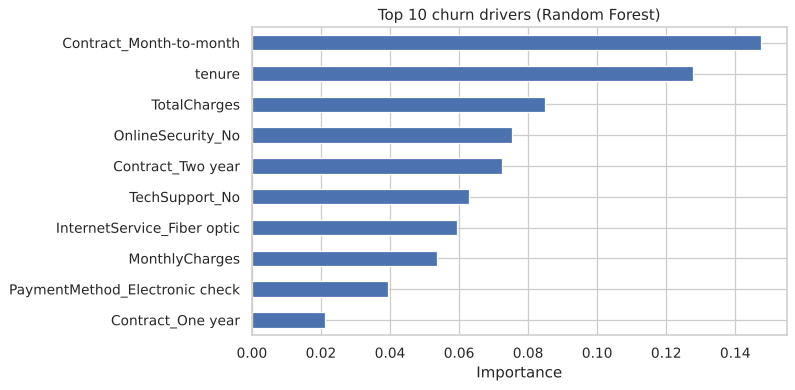 Top 10 churn drivers (Random Forest)
Contract_Month-to-month
tenure
TotalCharges
OnlineSecurity_No
Contract_Two year
TechSupport_No
InternetService_Fiber optic
MonthlyCharges
PaymentMethod_Electronic check
Contract_One year
0.00 0.02 0.04 0.06 0.08 0.10 0.12 0.14
Importance